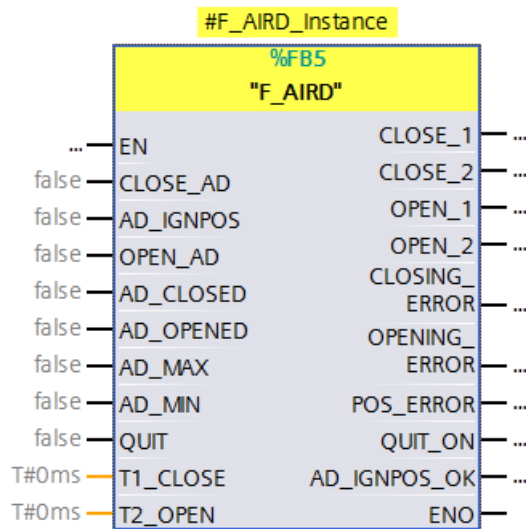 #F_AIRD_Instance
%FB5
"F_AIRD"
... EN CLOSE_1 ...
false CLOSE_AD CLOSE_2 ...
false AD_IGNPOS OPEN_1 ...
false OPEN_AD OPEN_2 ...
false AD_CLOSED CLOSING_
ERROR ...
false AD_OPENED OPENING_
false AD_MAX ERROR ...
false AD_MIN POS_ERROR ...
false QUIT QUIT_ON ...
T#0ms T1_CLOSE AD_IGNPOS_OK ...
T#0ms T2_OPEN ENO